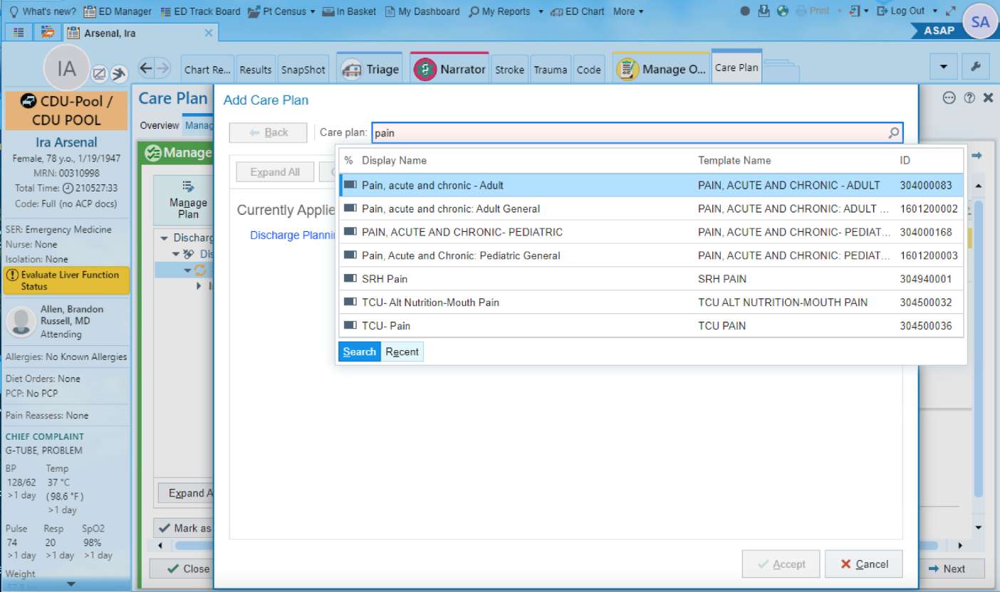 What's new? ED Manager ED Track Board Pt Census In Basket My Dashboard My Reports ED Chart More Print Log Out
Arsenal, Ira
ASAP
SA
IA
Chart Re... Results SnapShot Triage Narrator Stroke Trauma Code Manage O... Care Plan
CDU-Pool /
CDU POOL
Ira Arsenal
Female, 78 y.o., 1/19/1947
MRN: 00310998
Total Time: 210527:33
Code: Full (no ACP docs)
SER: Emergency Medicine
Nurse: None
Isolation: None
Evaluate Liver Function
Status
Allen, Brandon
Russell, MD
Attending
Allergies: No Known Allergies
Diet Orders: None
PCP: No PCP
Pain Reassess: None
CHIEF COMPLAINT
G-TUBE, PROBLEM
BP Temp
128/62 37 °C
>1 day (98.6 °F)
>1 day
Pulse Resp SpO2
74 20 98%
>1 day >1 day >1 day
Weight
Care Plan
Overview Manag
Manage
Manage
Plan
Discharg
Dis
Expand A
Mark as
Close
Add Care Plan
Back Care plan: pain
Expand All
Currently Applie
Discharge Plannin
% Display Name Template Name ID
Pain, acute and chronic - Adult PAIN, ACUTE AND CHRONIC - ADULT 304000083
Pain, acute and chronic: Adult General PAIN, ACUTE AND CHRONIC: ADULT ... 1601200002
PAIN, ACUTE AND CHRONIC- PEDIATRIC PAIN, ACUTE AND CHRONIC- PEDIAT... 304000168
Pain, Acute and Chronic: Pediatric General PAIN, ACUTE AND CHRONIC: PEDIAT... 1601200003
SRH Pain SRH PAIN 304940001
TCU- Alt Nutrition-Mouth Pain TCU ALT NUTRITION-MOUTH PAIN 304500032
TCU- Pain TCU PAIN 304500036
Search Recent
Accept Cancel
Next